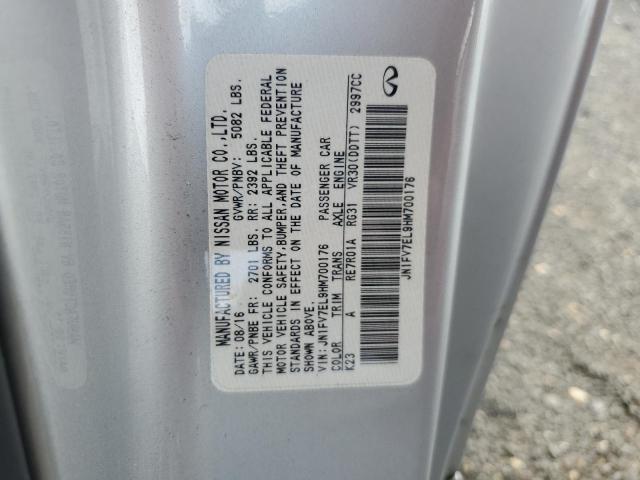 MANUFACTURED BY NISSAN MOTOR CO.,LTD.
DATE: 08/16 GVWR/PNBV: 5082 LBS.
GAWR/PNBE FR: 2701 LBS. RR: 2392 LBS.
THIS VEHICLE CONFORMS TO ALL APPLICABLE FEDERAL
MOTOR VEHICLE SAFETY,BUMPER,AND THEFT PREVENTION
STANDARDS IN EFFECT ON THE DATE OF MANUFACTURE
SHOWN ABOVE.
VIN: JN1FV7EL9HM700176 PASSENGER CAR
COLOR TRIM TRANS AXLE ENGINE
K23 A RE7R01A RG31 VR30(DDTT) 2997CC
JN1FV7EL9HM700176